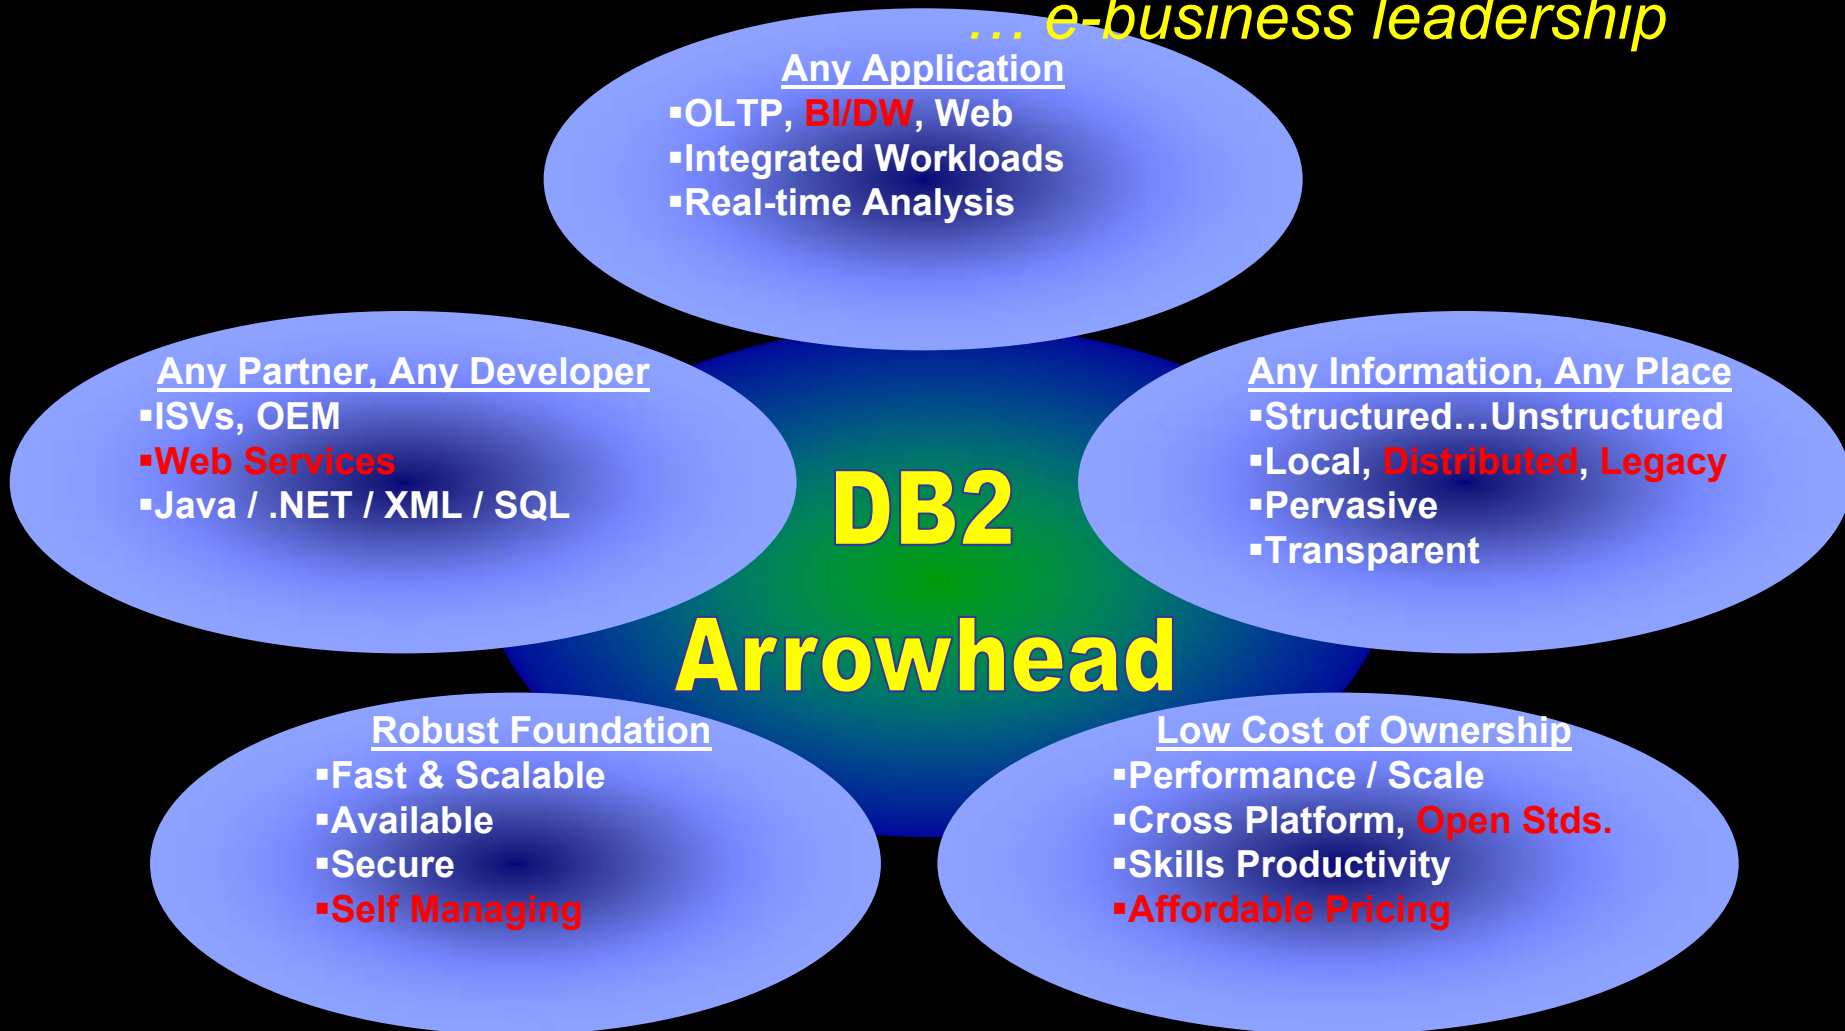 … e-business leadership
Any Application
▪OLTP, BI/DW, Web
▪Integrated Workloads
▪Real-time Analysis
Any Partner, Any Developer
▪ISVs, OEM
▪Web Services
▪Java / .NET / XML / SQL
Any Information, Any Place
▪Structured…Unstructured
▪Local, Distributed, Legacy
▪Pervasive
▪Transparent
DB2
Arrowhead
Robust Foundation
▪Fast & Scalable
▪Available
▪Secure
▪Self Managing
Low Cost of Ownership
▪Performance / Scale
▪Cross Platform, Open Stds.
▪Skills Productivity
▪Affordable Pricing